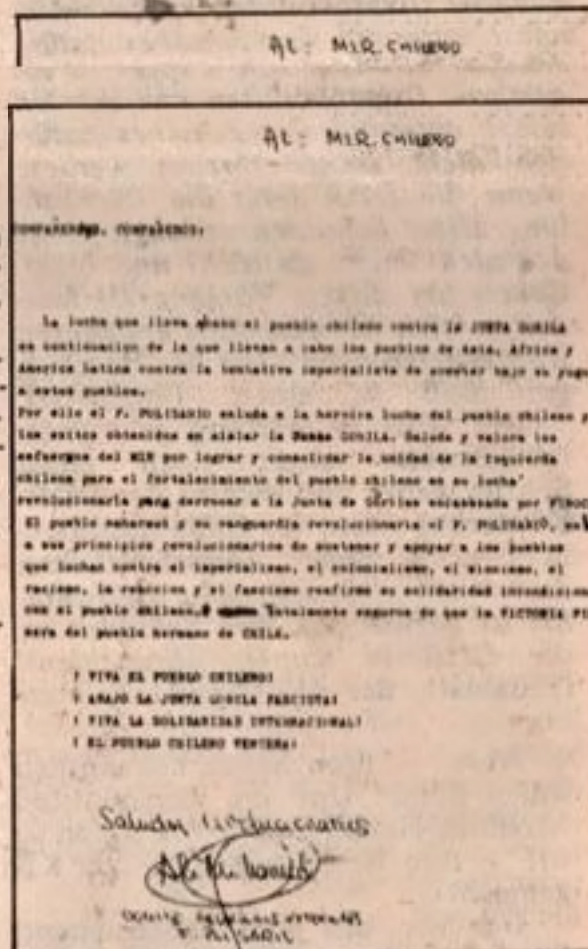 AL: MIR. CHILENO
AL: MIR. CHILENO
COMPAÑEROS.
La lucha que lleva el pueblo chileno contra la JUNTA GORILA
es continuacion de la que llevan a cabo los pueblos de Asia, Africa y
America Latina contra la tentativa imperialista de someter bajo su yugo
a estos pueblos.
Por ello el F. POLISARIO saluda a la heroica lucha del pueblo chileno y
los exitos obtenidos en aislar la GORILA. Saluda y valora los
esfuerzos del MIR por lograr y consolidar la unidad de la izquierda
chilena para el fortalecimiento del pueblo chileno en su lucha
revolucionaria para derrocar a la Junta de Gorilas encabezada por PINOC
El pueblo saharaui y su vanguardia revolucionaria el F. POLISARIO,
a sus principios revolucionarios de sostener y apoyar a los pueblos
que luchan contra el imperialismo, el colonialismo, el sionismo, el
racismo, la reaccion y el fascismo confirma su solidaridad incondicion
con el pueblo chileno, totalmente seguros de que la VICTORIA FI
sera del pueblo hermano de CHILE.
! VIVA EL PUEBLO CHILENO!
! ABAJO LA JUNTA GORILA FASCISTA!
! VIVA LA SOLIDARIDAD INTERNACIONAL!
! EL PUEBLO CHILENO VENCERA!
Saludos
F. POLISARIO